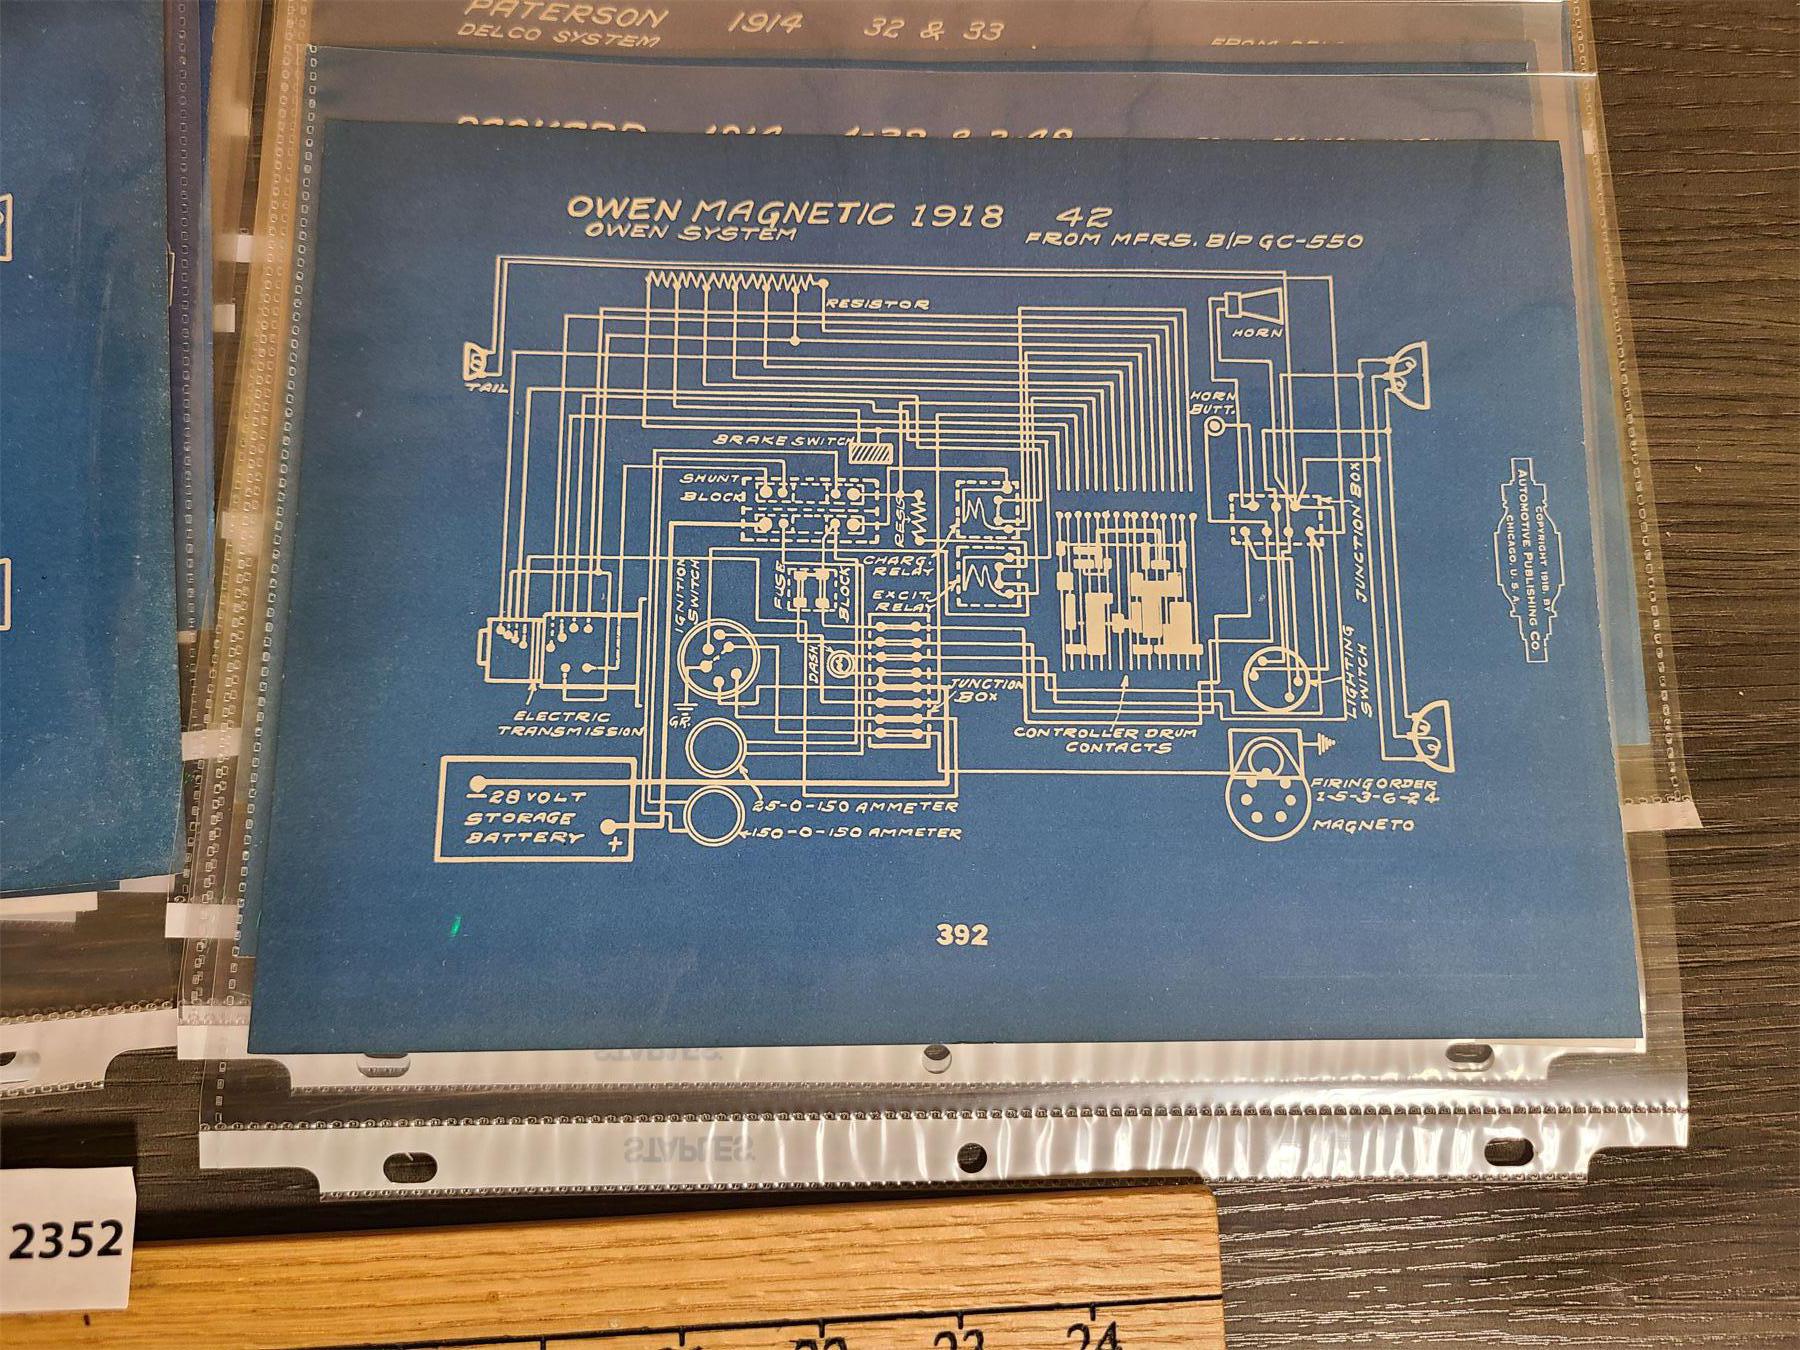 PATERSON 1914 32 & 33
DELCO SYSTEM
OWEN MAGNETIC 1918 42
OWEN SYSTEM
FROM MFRS. B/P GC-550
RESISTOR
HORN
TAIL
HORN
BUTT.
BRAKE SWITCH
SHUNT
BLOCK
RESIS
CHARG.
RELAY
EXCIT.
RELAY
FUSE
BLOCK
IGNITION
SWITCH
DASH
JUNCTION BOX
LIGHTING
SWITCH
JUNCTION
BOX
GR.
ELECTRIC
TRANSMISSION
CONTROLLER DRUM
CONTACTS
-28 VOLT
STORAGE
BATTERY
+
25-0-150 AMMETER
150-0-150 AMMETER
FIRING ORDER
1-5-3-6-2-4
MAGNETO
COPYRIGHT 1918, BY
AUTOMOTIVE PUBLISHING CO.
CHICAGO, U. S. A.
392
STAPLES
STAPLES
2352
22 23 24